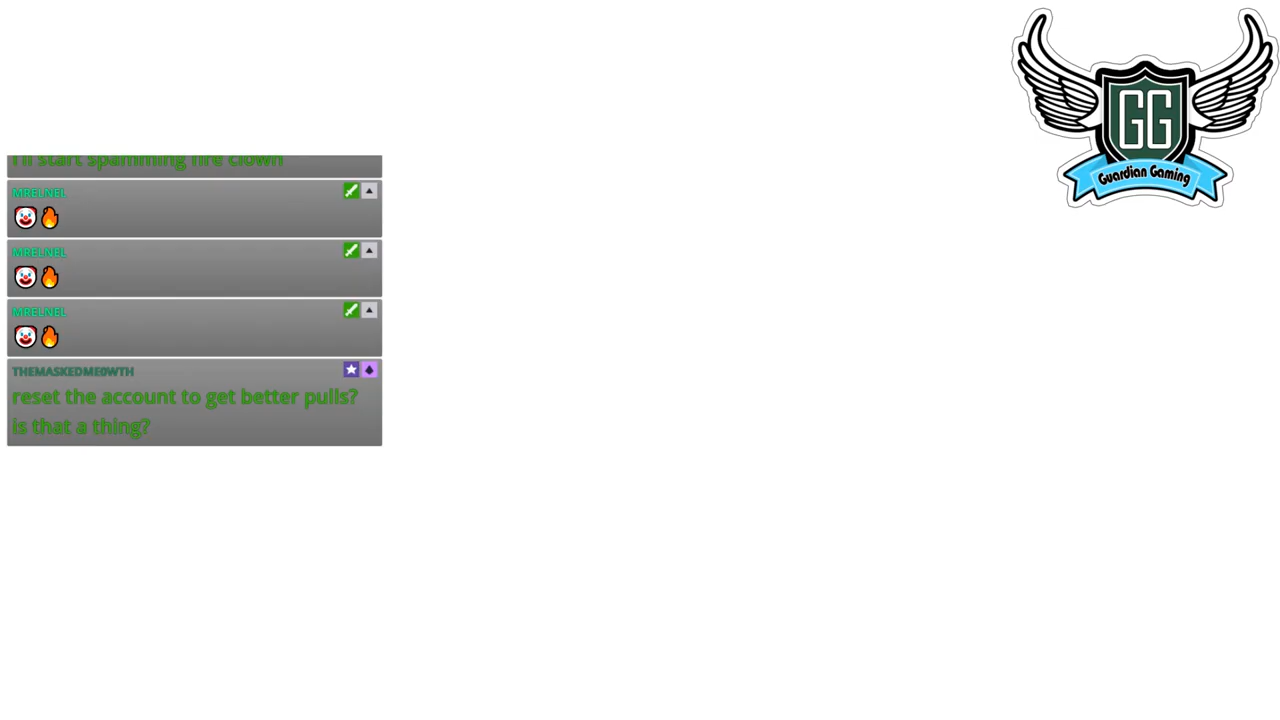 I'll start spamming fire clown
MRELNEL
🤡🔥
MRELNEL
🤡🔥
MRELNEL
🤡🔥
THEMASKEDME0WTH
reset the account to get better pulls?
is that a thing?
GG
Guardian Gaming